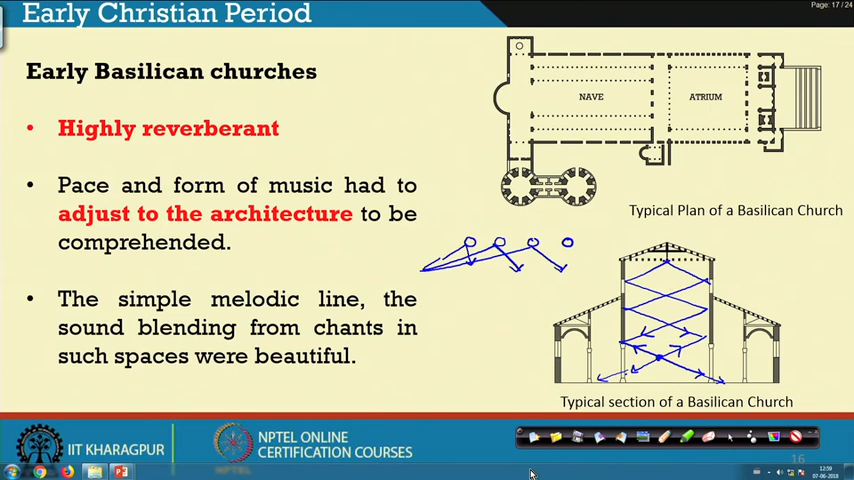 Early Christian Period
Page: 17 / 24
Early Basilican churches
• Highly reverberant
• Pace and form of music had to
adjust to the architecture to be
comprehended.
• The simple melodic line, the
sound blending from chants in
such spaces were beautiful.
NAVE
ATRIUM
Typical Plan of a Basilican Church
Typical section of a Basilican Church
IIT KHARAGPUR
NPTEL ONLINE
CERTIFICATION COURSES
16
12:59
07-06-2018